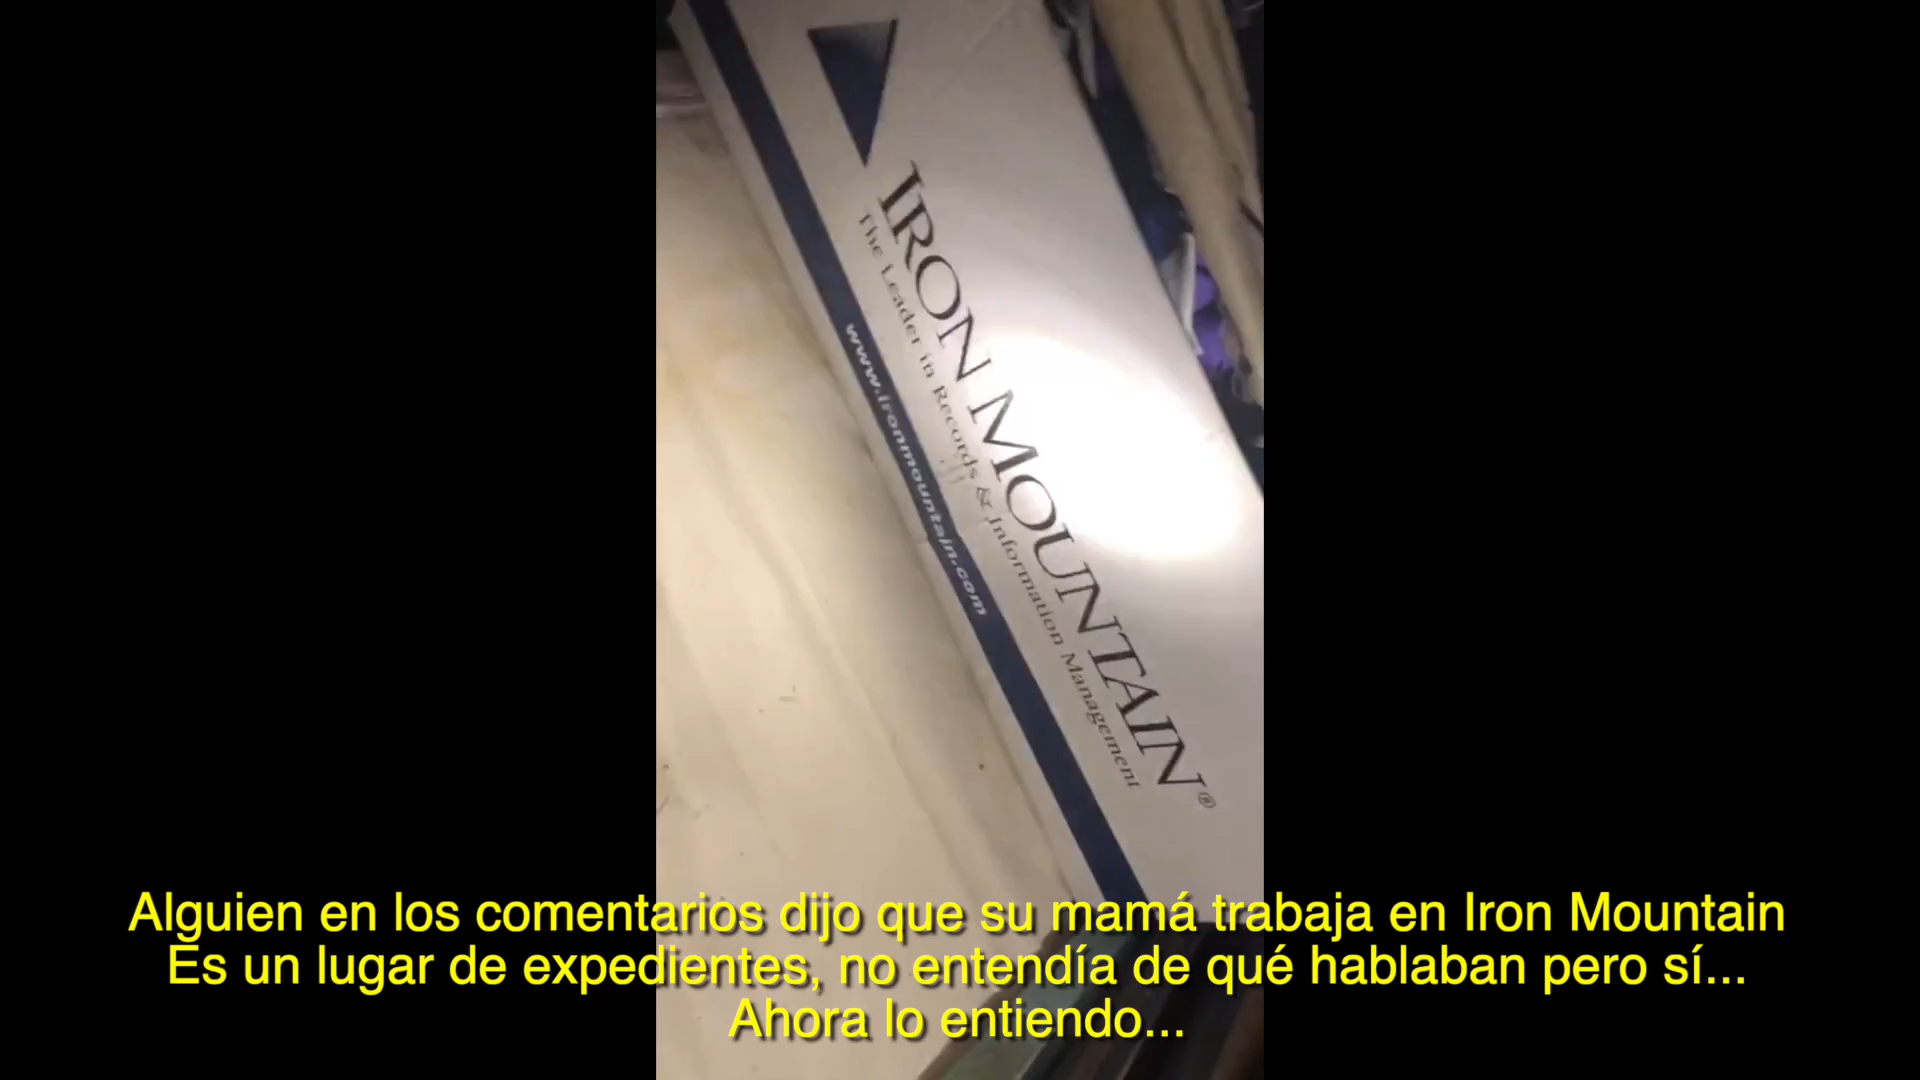 IRON MOUNTAIN®
The Leader in Records & Information Management
www.ironmountain.com
Alguien en los comentarios dijo que su mamá trabaja en Iron Mountain
Es un lugar de expedientes, no entendía de qué hablaban pero sí...
Ahora lo entiendo...